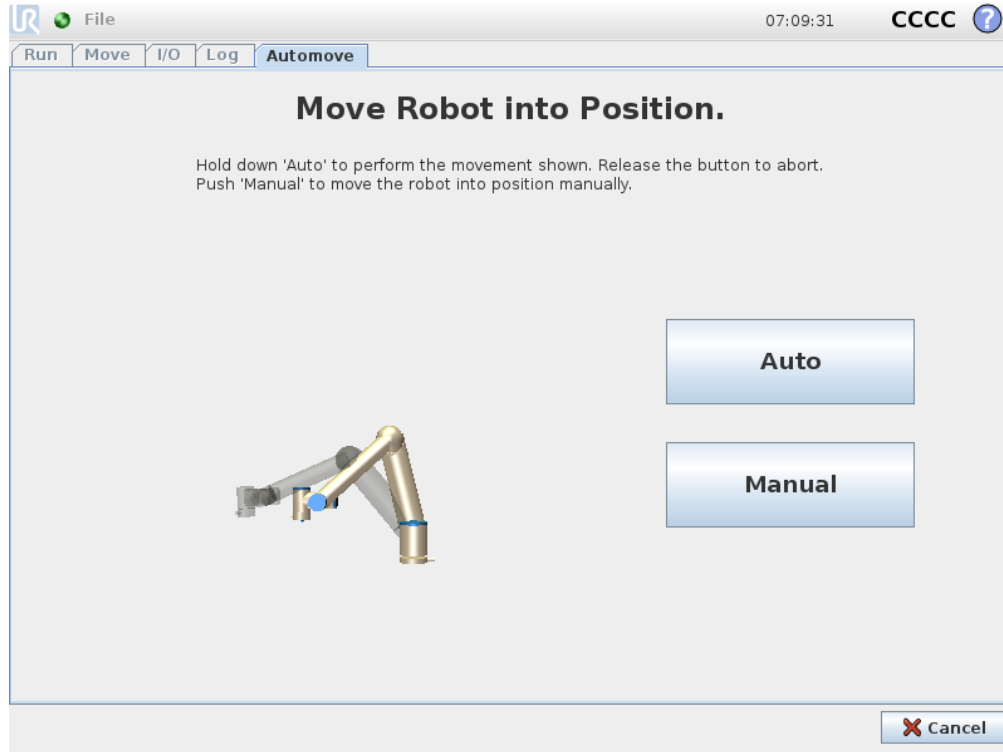 UR File 07:09:31 CCCC ?
Run Move I/O Log Automove
Move Robot into Position.
Hold down 'Auto' to perform the movement shown. Release the button to abort.
Push 'Manual' to move the robot into position manually.
Auto
Manual
Cancel